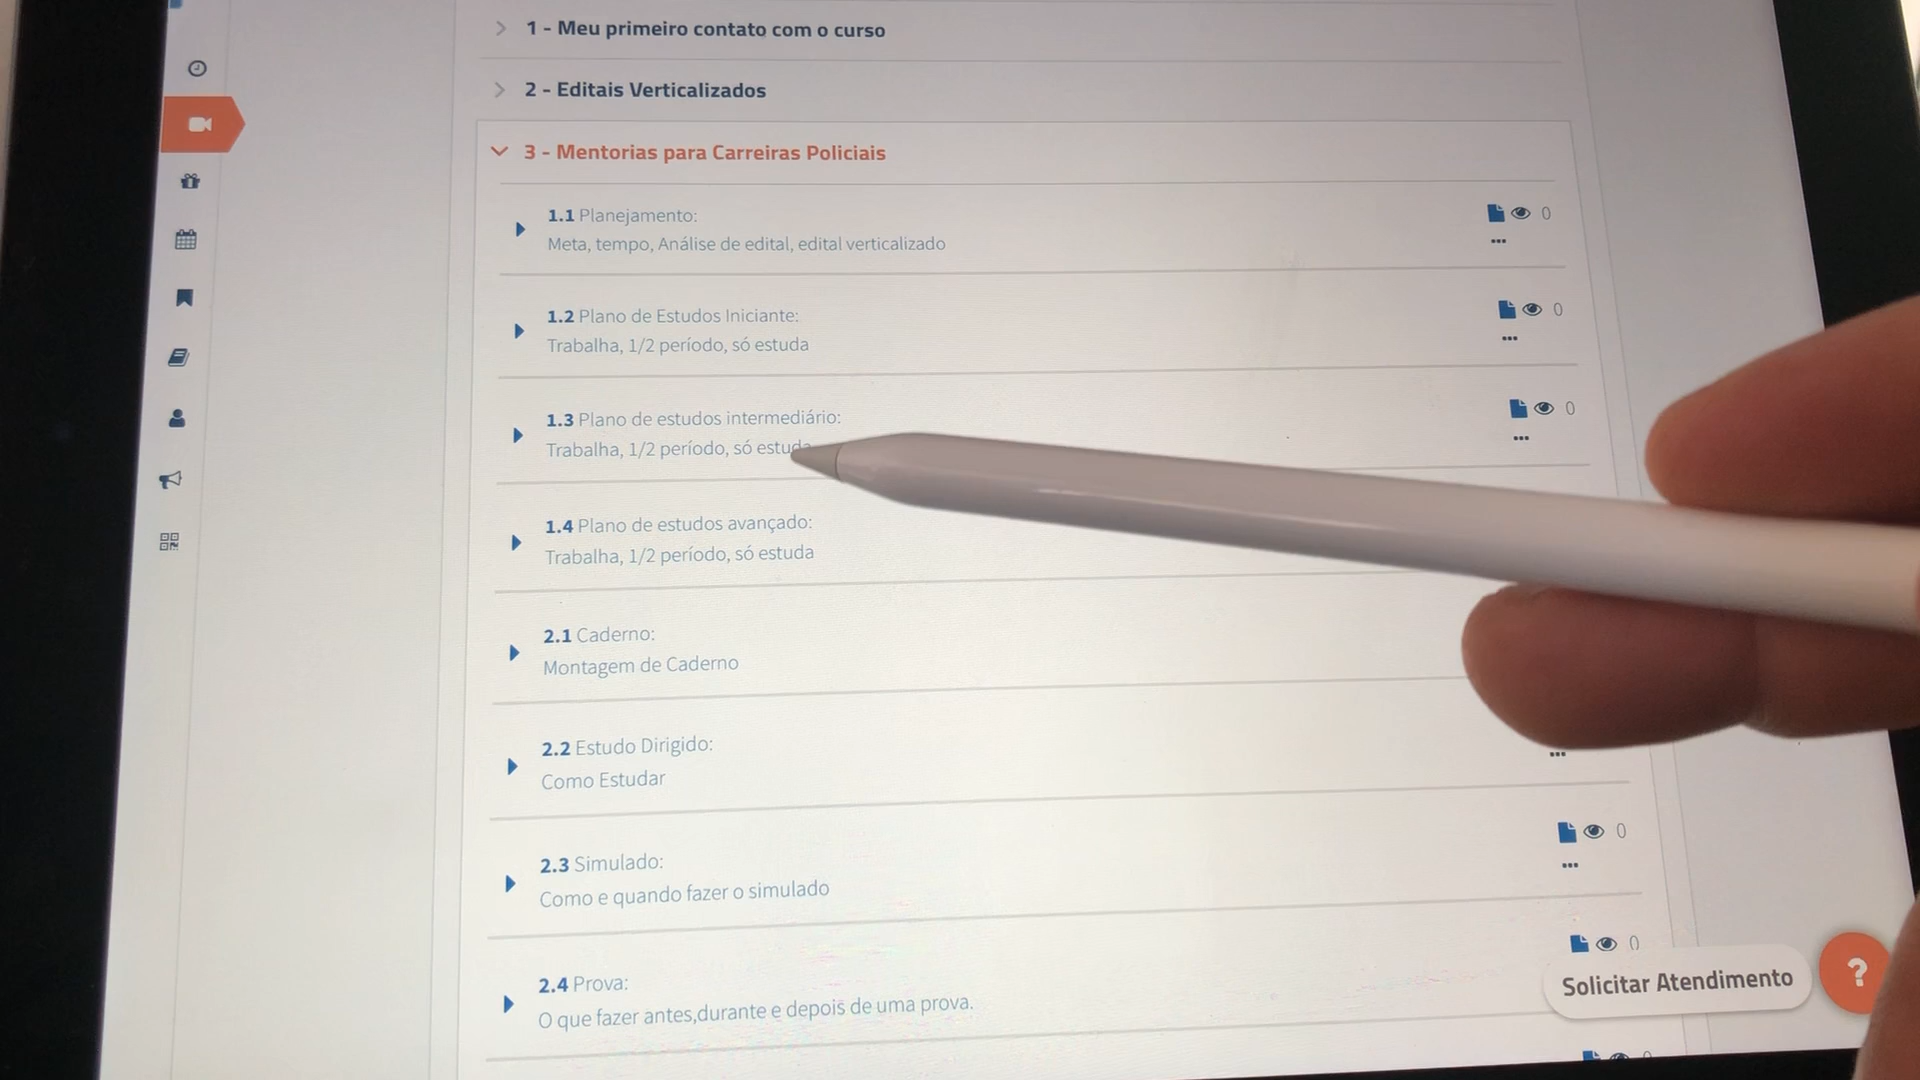 1 - Meu primeiro contato com o curso
2 - Editais Verticalizados
3 - Mentorias para Carreiras Policiais
1.1 Planejamento:
Meta, tempo, Análise de edital, edital verticalizado
0
1.2 Plano de Estudos Iniciante:
Trabalha, 1/2 período, só estuda
0
1.3 Plano de estudos intermediário:
Trabalha, 1/2 período, só estuda
0
1.4 Plano de estudos avançado:
Trabalha, 1/2 período, só estuda
2.1 Caderno:
Montagem de Caderno
2.2 Estudo Dirigido:
Como Estudar
2.3 Simulado:
Como e quando fazer o simulado
0
2.4 Prova:
O que fazer antes,durante e depois de uma prova.
0
Solicitar Atendimento
?